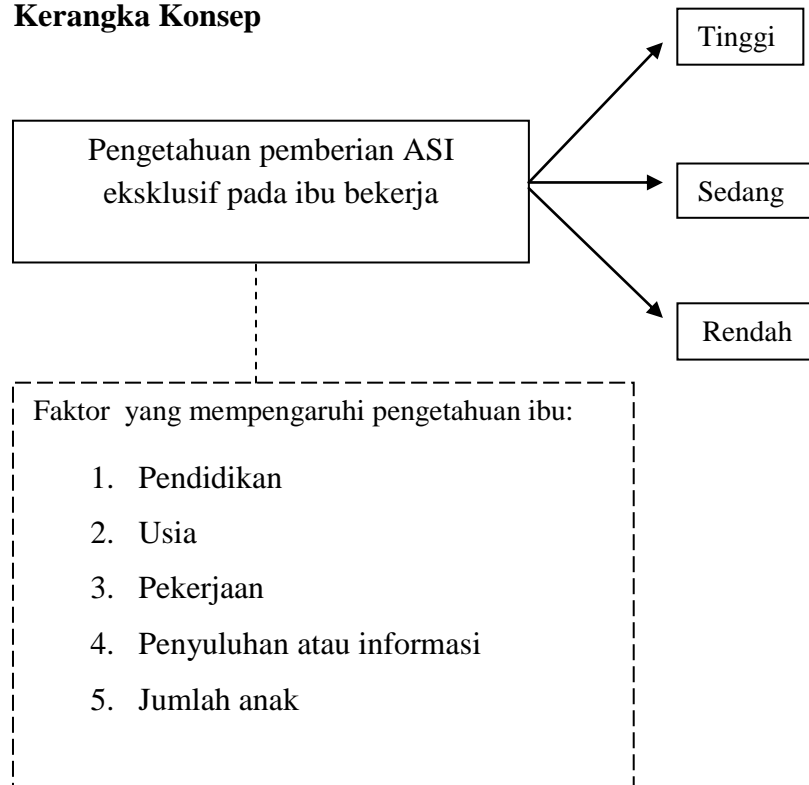 Kerangka Konsep
Tinggi
Pengetahuan pemberian ASI
eksklusif pada ibu bekerja
Sedang
Rendah
Faktor yang mempengaruhi pengetahuan ibu:
1. Pendidikan
2. Usia
3. Pekerjaan
4. Penyuluhan atau informasi
5. Jumlah anak